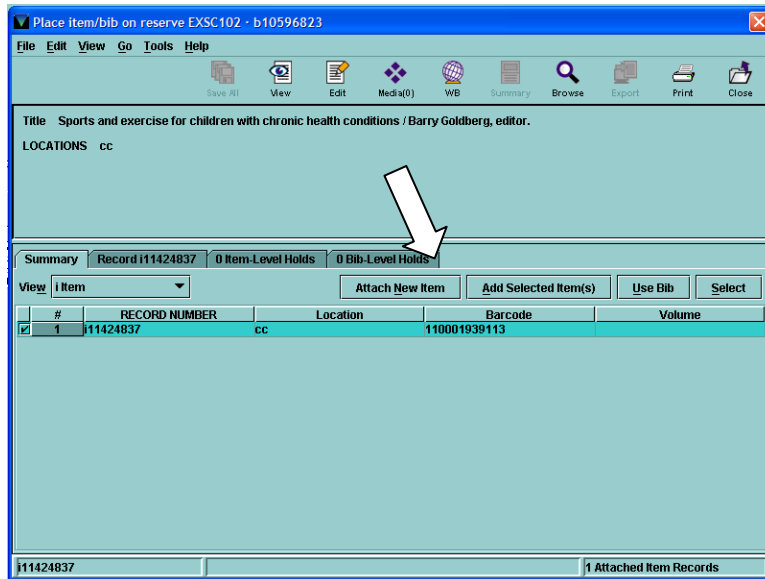 Place item/bib on reserve EXSC102 · b10596823
File Edit View Go Tools Help
Save All View Edit Media(0) WB Summary Browse Export Print Close
Title Sports and exercise for children with chronic health conditions / Barry Goldberg, editor.
LOCATIONS cc
Summary Record i11424837 0 Item-Level Holds 0 Bib-Level Holds
View i Item Attach New Item Add Selected Item(s) Use Bib Select
# RECORD NUMBER Location Barcode Volume
1 i11424837 cc 110001939113
i11424837 1 Attached Item Records